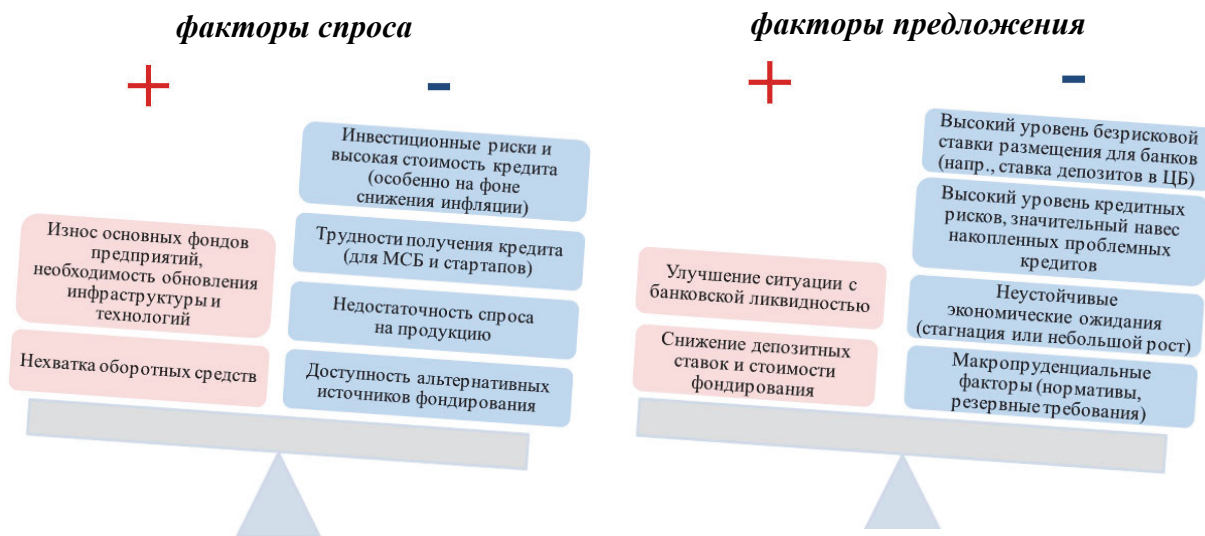 факторы спроса
+
-
Износ основных фондов
предприятий,
необходимость обновления
инфраструктуры и
технологий
Нехватка оборотных средств
Инвестиционные риски и
высокая стоимость кредита
(особенно на фоне
снижения инфляции)
Трудности получения кредита
(для МСБ и стартапов)
Недостаточность спроса
на продукцию
Доступность альтернативных
источников фондирования
факторы предложения
+
-
Улучшение ситуации с
банковской ликвидностью
Снижение депозитных
ставок и стоимости
фондирования
Высокий уровень безрисковой
ставки размещения для банков
(напр., ставка депозитов в ЦБ)
Высокий уровень кредитных
рисков, значительный навес
накопленных проблемных
кредитов
Неустойчивые
экономические ожидания
(стагнация или небольшой рост)
Макропруденциальные
факторы (нормативы,
резервные требования)